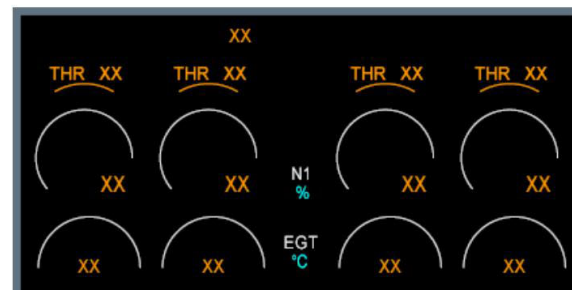 XX
THR XX THR XX THR XX THR XX
N1
XX XX % XX XX
EGT
XX XX °C XX XX